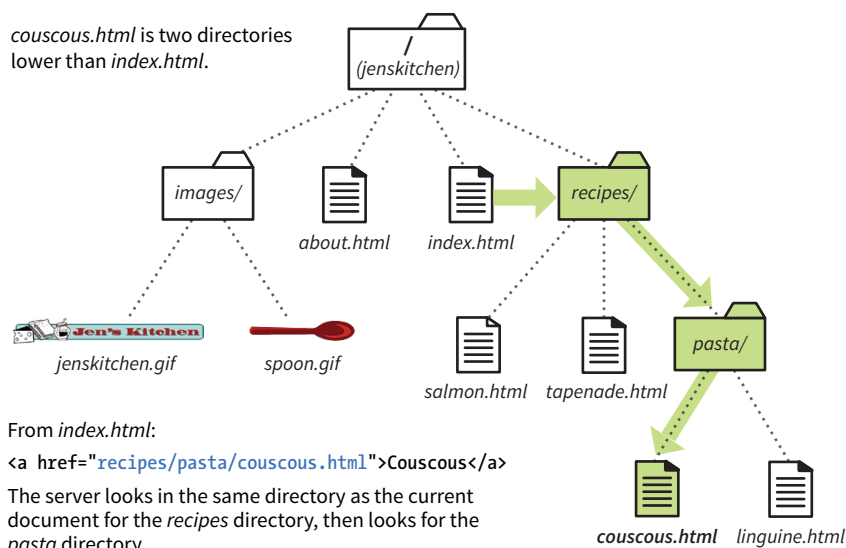 couscous.html is two directories
lower than index.html.
/
(jenskitchen)
images/
about.html
index.html
recipes/
Jen's Kitchen
jenskitchen.gif
spoon.gif
salmon.html
tapenade.html
pasta/
From index.html:
<a href="recipes/pasta/couscous.html">Couscous</a>
The server looks in the same directory as the current
document for the recipes directory, then looks for the
pasta directory
couscous.html
linguine.html